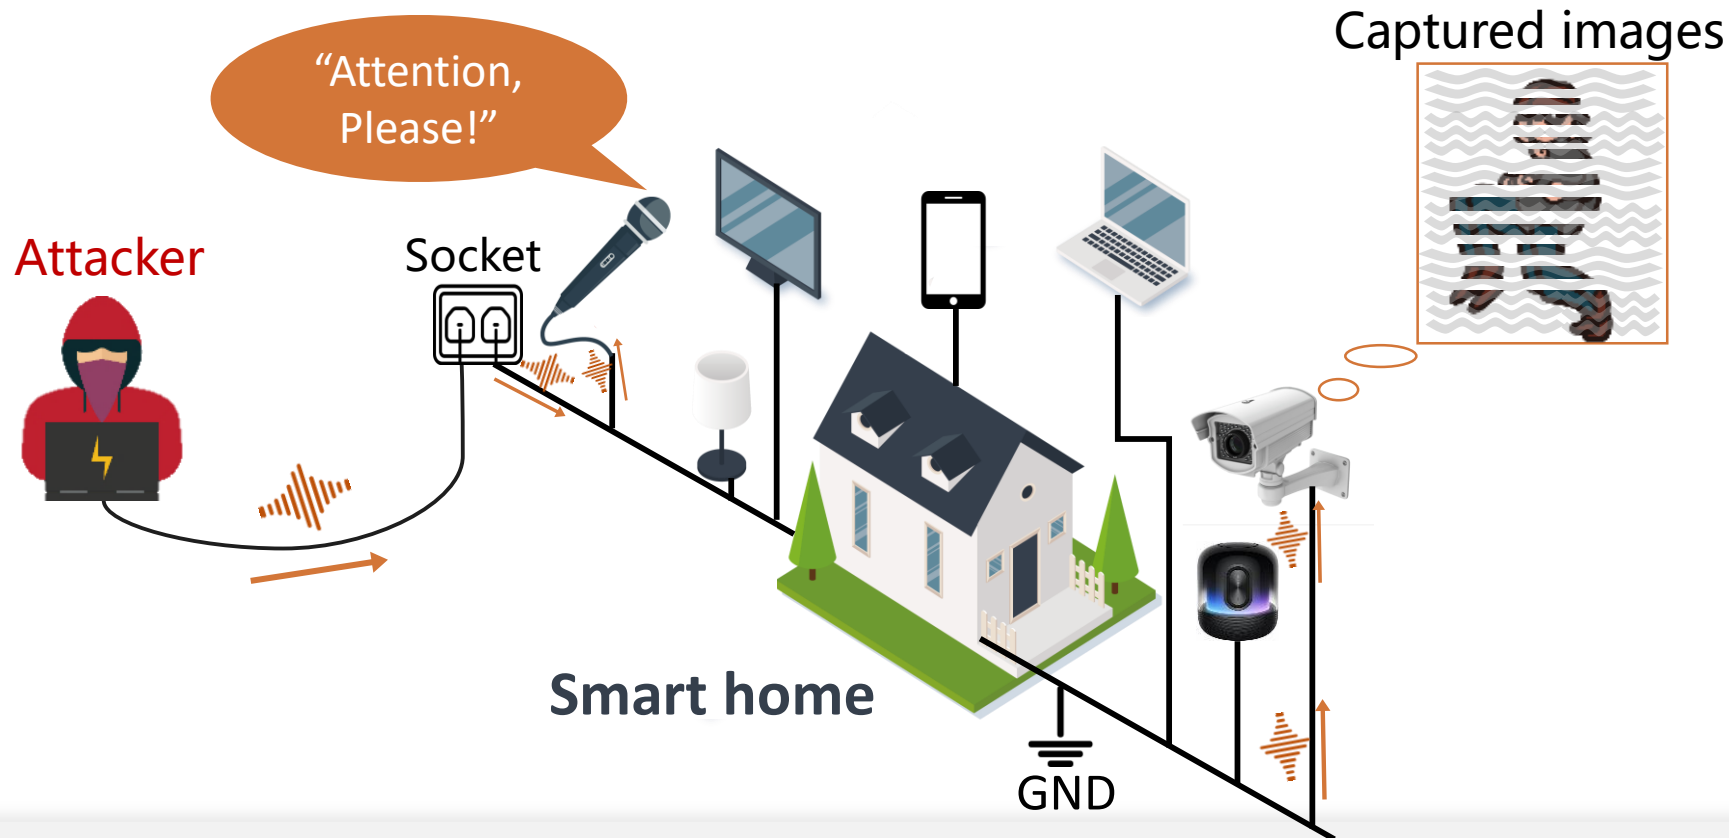 Captured images
“Attention,
Please!”
Attacker
Socket
Smart home
GND